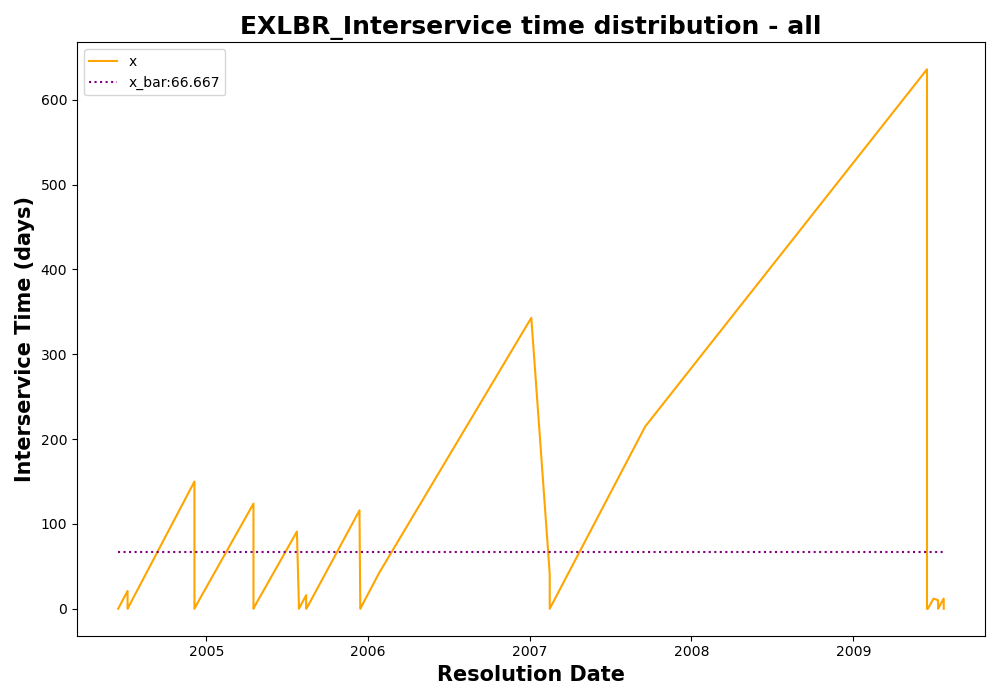 EXLBR_Interservice time distribution - all
x
x_bar:66.667
Interservice Time (days)
600
500
400
300
200
100
0
2005 2006 2007 2008 2009
Resolution Date